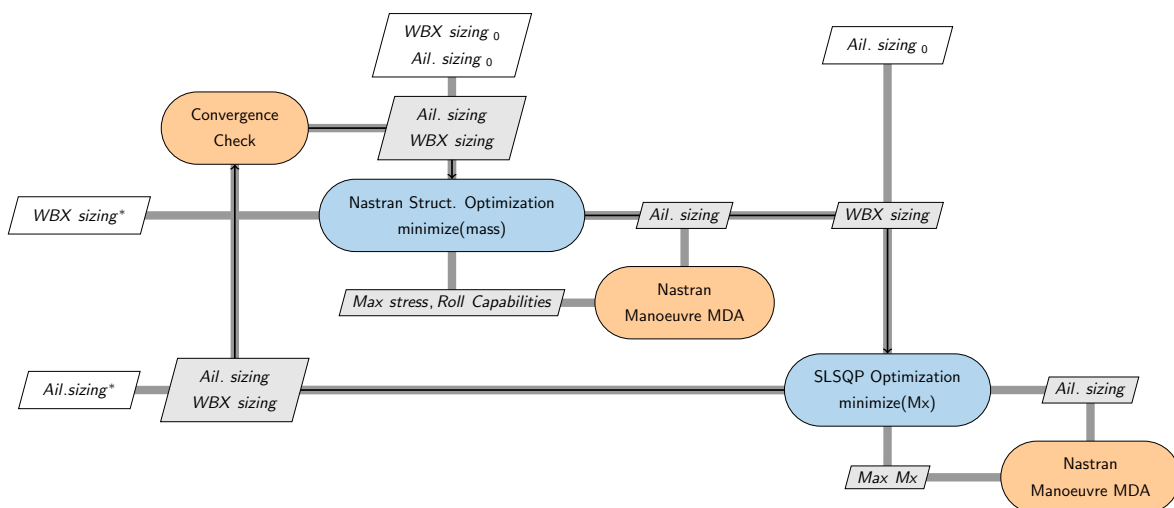 WBX sizing 0
Ail. sizing 0
Ail. sizing 0
Convergence
Check
Ail. sizing
WBX sizing
WBX sizing*
Nastran Struct. Optimization
minimize(mass)
Ail. sizing
WBX sizing
Max stress, Roll Capabilities
Nastran
Manoeuvre MDA
Ail.sizing*
Ail. sizing
WBX sizing
SLSQP Optimization
minimize(Mx)
Ail. sizing
Max Mx
Nastran
Manoeuvre MDA